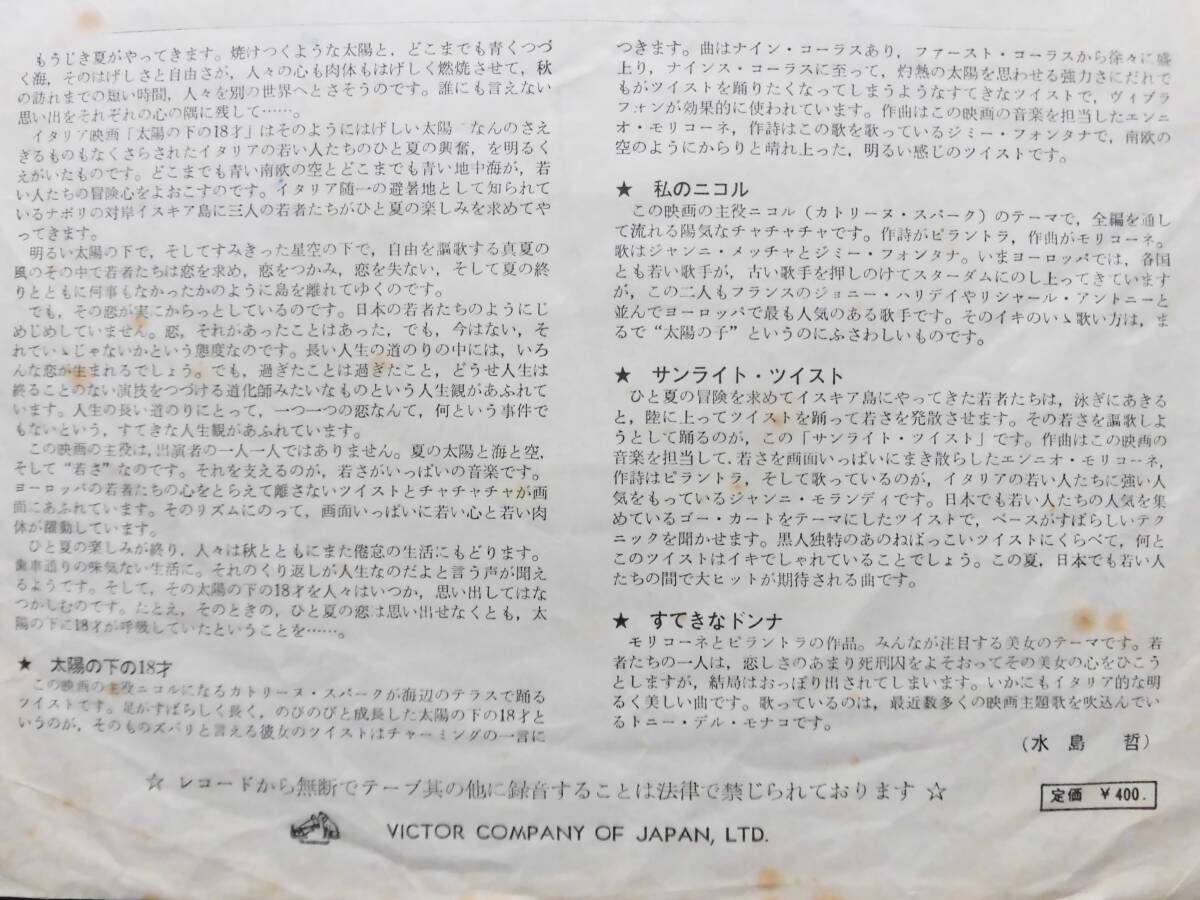 もうじき夏がやってきます。焼けつくような太陽と，どこまでも青くつづ
く海，そのはげしさと自由さが，人々の心も肉体もはげしく燃焼させて，秋
の訪れまでの短い時間，人々を別の世界へとさそうのです。誰にも言えない
思い出をそれぞれの心の隅に残して……。
イタリア映画「太陽の下の18才」はそのようにはげしい太陽 なんのさえ
ぎるものもなくさらされたイタリアの若い人たちのひと夏の興奮，を明るく
えがいたものです。どこまでも青い南欧の空とどこまでも青い地中海が，若
い人たちの冒険心をよおこすのです。イタリア随一の避暑地として知られて
いるナポリの対岸イスキア島に三人の若者たちがひと夏の楽しみを求めてや
ってきます。
明るい太陽の下で，そしてすみきった星空の下で，自由を謳歌する真夏の
風のその中で若者たちは恋を求め，恋をつかみ，恋を失ない，そして夏の終
りとともに何事もなかったかのように島を離れてゆくのです。
でも，その恋が実にからっとしているのです。日本の若者たちのようにじ
めじめしていません。恋，それがあったことはあった，でも，今はない，そ
れでいゝじゃないかという態度なのです。長い人生の道のりの中には，いろ
んな恋が生まれるでしょう。でも，過ぎたことは過ぎたこと，どうせ人生は
終ることのない演技をつづける道化師みたいなものという人生観があふれて
います。人生の長い道のりにとって，一つ一つの恋なんて，何という事件で
もないという，すてきな人生観があふれています。
この映画の主役は，出演者の一人一人ではありません。夏の太陽と海と空，
そして“若さ”なのです。それを支えるのが，若さがいっぱいの音楽です。
ヨーロッパの若者たちの心をとらえて離さないツイストとチャチャチャが画
面にあふれています。そのリズムにのって，画面いっぱいに若い心と若い肉
体が躍動しています。
ひと夏の楽しみが終り，人々は秋とともにまた倦怠の生活にもどります。
歯車通りの味気ない生活に。それのくり返しが人生なのだよと言う声が聞え
るようです。そして，その太陽の下の18才を人々はいつか，思い出してはな
つかしむのです。たとえ，そのときの，ひと夏の恋は思い出せなくとも，太
陽の下に18才が呼吸していたということを……。
★ 太陽の下の18才
この映画の主役ニコルになるカトリーヌ・スパークが海辺のテラスで踊る
ツイストです。足がすばらしく長く，のびのびと成長した太陽の下の18才と
いうのが，そのものズバリと言える彼女のツイストはチャーミングの一言に
つきます。曲はナイン・コーラスあり，ファースト・コーラスから徐々に盛
上り，ナインス・コーラスに至って，灼熱の太陽を思わせる強力さにだれで
もがツイストを踊りたくなってしまうようなすてきなツイストで，ヴィブラ
フォンが効果的に使われています。作曲はこの映画の音楽を担当したエンニ
オ・モリコーネ，作詩はこの歌を歌っているジミー・フォンタナで，南欧の
空のようにからりと晴れ上った，明るい感じのツイストです。
★ 私のニコル
この映画の主役ニコル（カトリーヌ・スパーク）のテーマで，全編を通し
て流れる陽気なチャチャチャです。作詩がピラントラ，作曲がモリコーネ。
歌はジャンニ・メッチャとジミー・フォンタナ。いまヨーロッパでは，各国
とも若い歌手が，古い歌手を押しのけてスターダムにのし上ってきています
が，この二人もフランスのジョニー・ハリデイやリシャール・アントニーと
並んでヨーロッパで最も人気のある歌手です。そのイキのいゝ歌い方は，ま
るで“太陽の子”というのにふさわしいものです。
★ サンライト・ツイスト
ひと夏の冒険を求めてイスキア島にやってきた若者たちは，泳ぎにあきる
と，陸に上ってツイストを踊って若さを発散させます。その若さを謳歌しよ
うとして踊るのが，この「サンライト・ツイスト」です。作曲はこの映画の
音楽を担当して，若さを画面いっぱいにまき散らしたエンニオ・モリコーネ，
作詩はピラントラ，そして歌っているのが，イタリアの若い人たちに強い人
気をもっているジャンニ・モランディです。日本でも若い人たちの人気を集
めているゴー・カートをテーマにしたツイストで，ベースがすばらしいテク
ニックを聞かせます。黒人独特のあのねばっこいツイストにくらべて，何と
このツイストはイキでしゃれていることでしょう。この夏，日本でも若い人
たちの間で大ヒットが期待される曲です。
★ すてきなドンナ
モリコーネとピラントラの作品。みんなが注目する美女のテーマです。若
者たちの一人は，恋しさのあまり死刑囚をよそおってその美女の心をひこう
としますが，結局はおっぽり出されてしまいます。いかにもイタリア的な明
るく美しい曲です。歌っているのは，最近数多くの映画主題歌を吹込んでい
るトニー・デル・モナコです。
（水島 哲）
☆ レコードから無断でテープ其の他に録音することは法律で禁じられております ☆
定価 ￥400.
VICTOR COMPANY OF JAPAN, LTD.